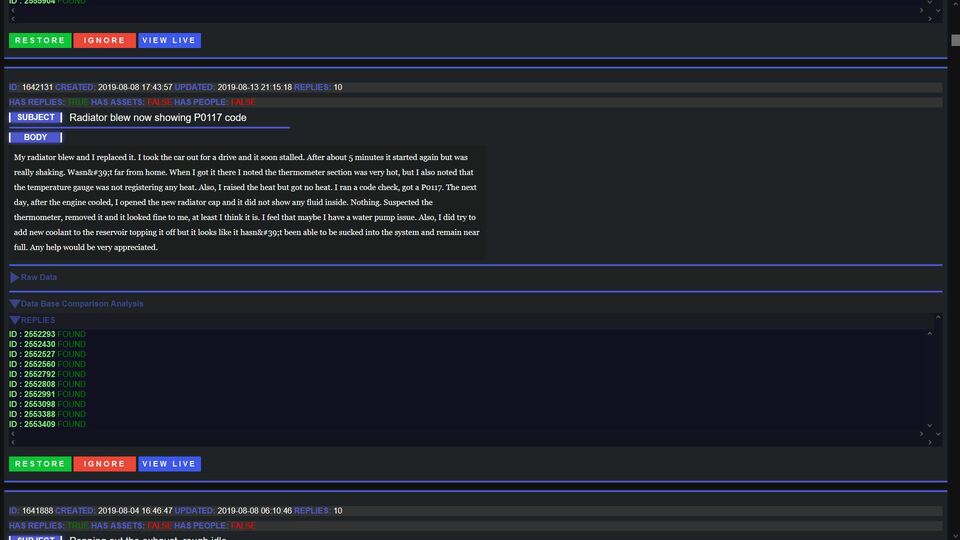 ID : 2555904 FOUND
RESTORE IGNORE VIEW LIVE
ID: 1642131 CREATED: 2019-08-08 17:43:57 UPDATED: 2019-08-13 21:15:18 REPLIES: 10
HAS REPLIES: TRUE HAS ASSETS: FALSE HAS PEOPLE: FALSE
SUBJECT Radiator blew now showing P0117 code
BODY
My radiator blew and I replaced it. I took the car out for a drive and it soon stalled. After about 5 minutes it started again but was
really shaking. Wasn&#39;t far from home. When I got it there I noted the thermometer section was very hot, but I also noted that
the temperature gauge was not registering any heat. Also, I raised the heat but got no heat. I ran a code check, got a P0117. The next
day, after the engine cooled, I opened the new radiator cap and it did not show any fluid inside. Nothing. Suspected the
thermometer, removed it and it looked fine to me, at least I think it is. I feel that maybe I have a water pump issue. Also, I did try to
add new coolant to the reservoir topping it off but it looks like it hasn&#39;t been able to be sucked into the system and remain near
full. Any help would be very appreciated.
Raw Data
Data Base Comparison Analysis
REPLIES
ID : 2552293 FOUND
ID : 2552430 FOUND
ID : 2552527 FOUND
ID : 2552560 FOUND
ID : 2552792 FOUND
ID : 2552808 FOUND
ID : 2552991 FOUND
ID : 2553098 FOUND
ID : 2553388 FOUND
ID : 2553409 FOUND
RESTORE IGNORE VIEW LIVE
ID: 1641888 CREATED: 2019-08-04 16:46:47 UPDATED: 2019-08-08 06:10:46 REPLIES: 10
HAS REPLIES: TRUE HAS ASSETS: FALSE HAS PEOPLE: FALSE
SUBJECT Popping out the exhaust, rough idle